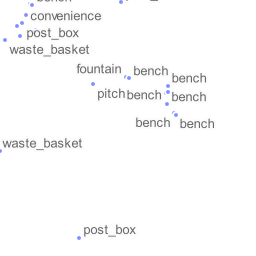 convenience
post_box
waste_basket
fountain bench
bench
pitch bench bench
bench bench
waste_basket
post_box